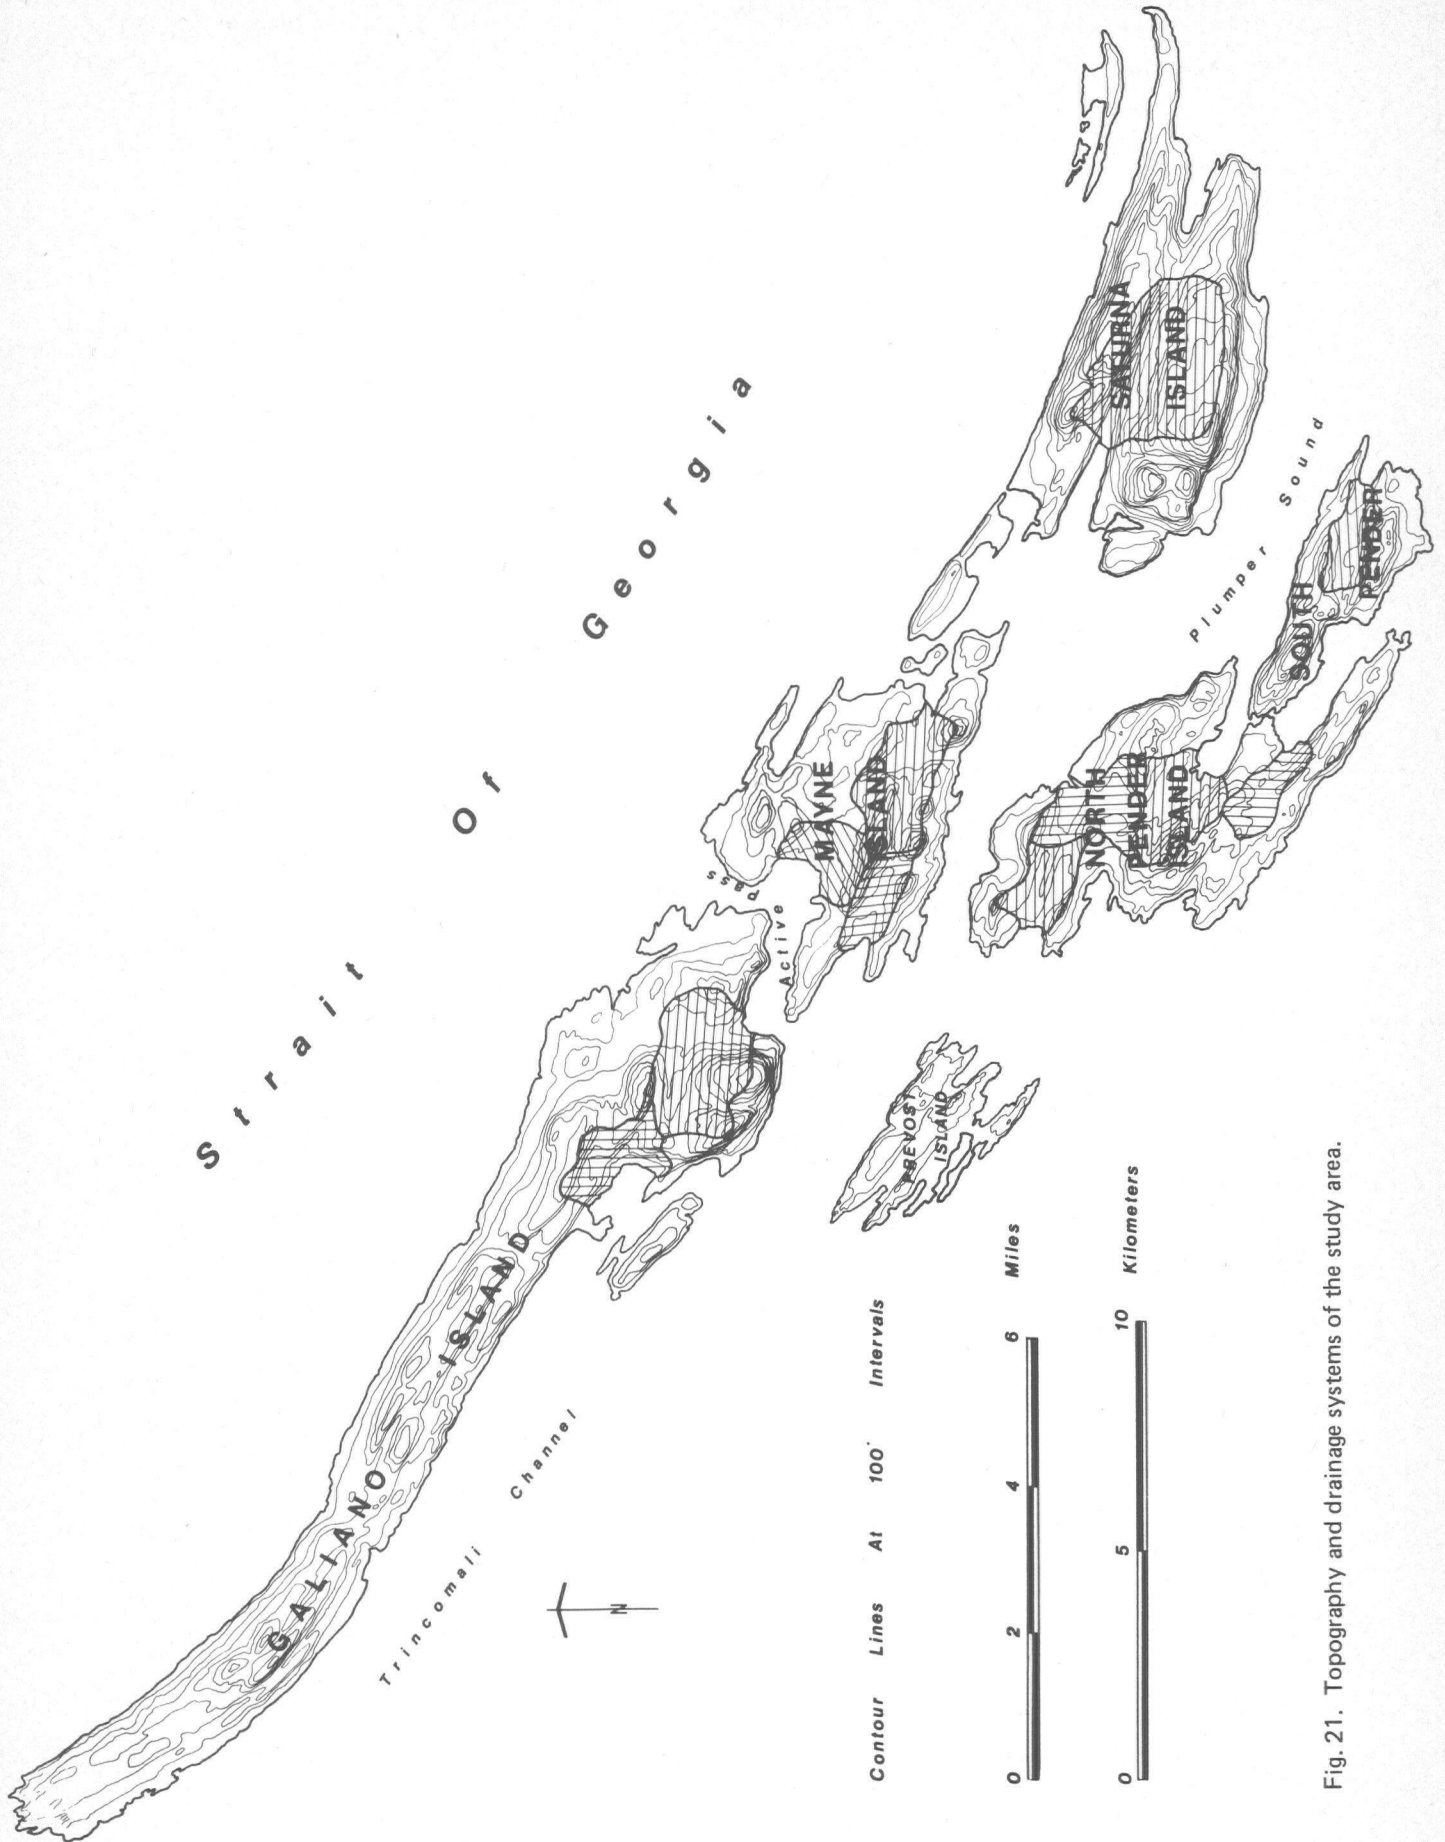 Strait Of Georgia
GALIANO ISLAND
Trincomali Channel
Active Pass
MAYNE
ISLAND
PREVOST
ISLAND
NORTH
PENDER
ISLAND
SOUTH
PENDER
Plumper Sound
SATURNA
ISLAND
N
Contour Lines At 100' Intervals
0 2 4 6 Miles
0 5 10 Kilometers
Fig. 21. Topography and drainage systems of the study area.